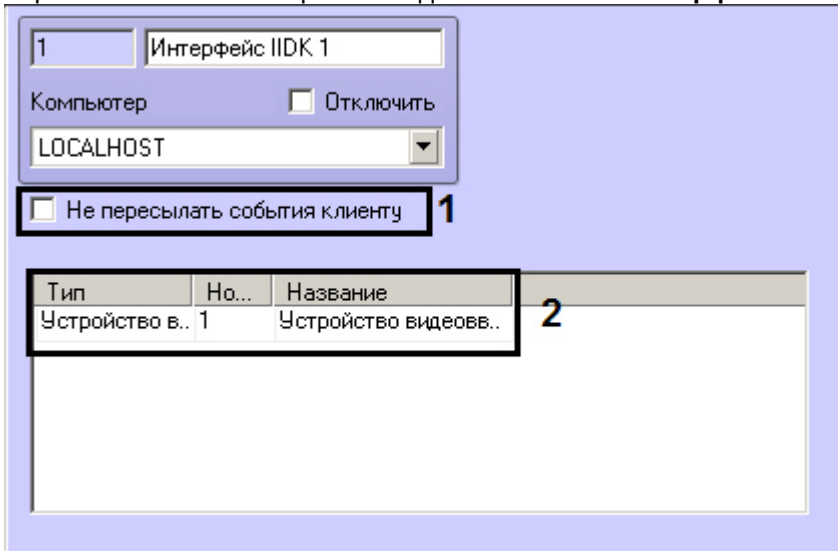 1 Интерфейс IIDK 1
Компьютер Отключить
LOCALHOST
Не пересылать события клиенту 1
Тип Но... Название
Устройство в.. 1 Устройство видеовв..
2